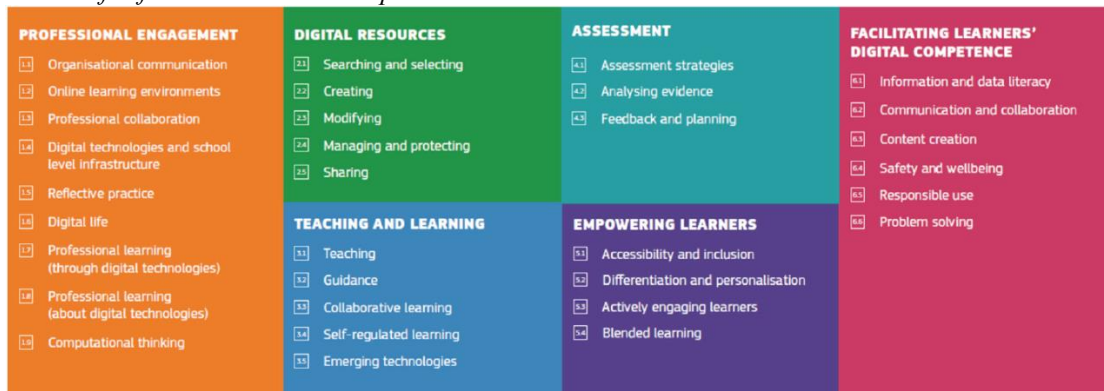 PROFESSIONAL ENGAGEMENT
1.1 Organisational communication
1.2 Online learning environments
1.3 Professional collaboration
1.4 Digital technologies and school
level infrastructure
1.5 Reflective practice
1.6 Digital life
1.7 Professional learning
(through digital technologies)
1.8 Professional learning
(about digital technologies)
1.9 Computational thinking
DIGITAL RESOURCES
2.1 Searching and selecting
2.2 Creating
2.3 Modifying
2.4 Managing and protecting
2.5 Sharing
TEACHING AND LEARNING
3.1 Teaching
3.2 Guidance
3.3 Collaborative learning
3.4 Self-regulated learning
3.5 Emerging technologies
ASSESSMENT
4.1 Assessment strategies
4.2 Analysing evidence
4.3 Feedback and planning
EMPOWERING LEARNERS
5.1 Accessibility and inclusion
5.2 Differentiation and personalisation
5.3 Actively engaging learners
5.4 Blended learning
FACILITATING LEARNERS'
DIGITAL COMPETENCE
6.1 Information and data literacy
6.2 Communication and collaboration
6.3 Content creation
6.4 Safety and wellbeing
6.5 Responsible use
6.6 Problem solving